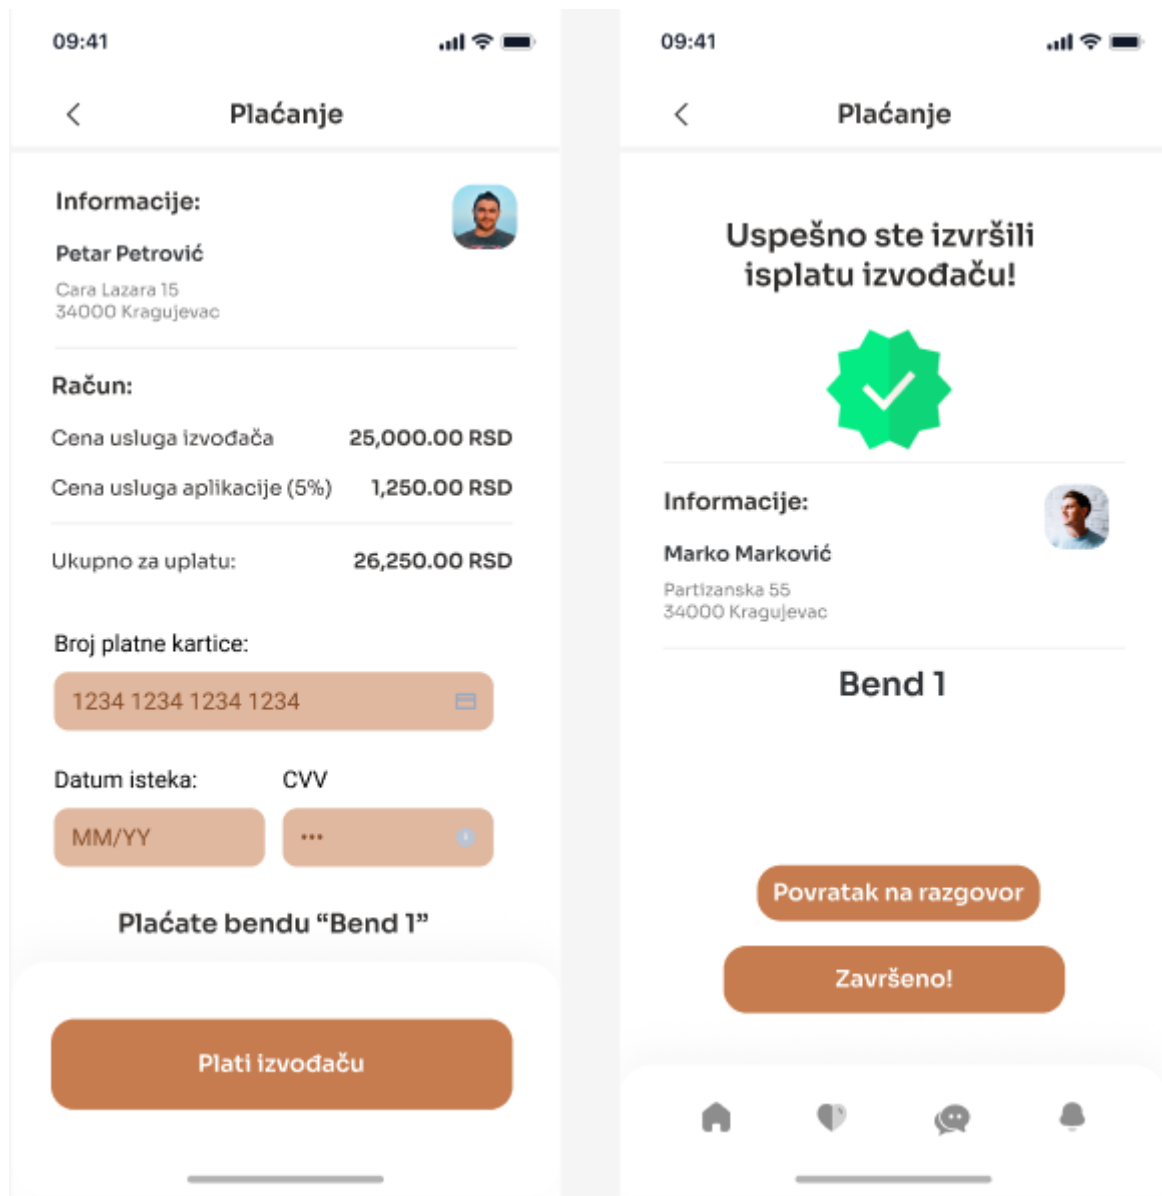 09:41
Plaćanje
Informacije:
Petar Petrović
Cara Lazara 15
34000 Kragujevac
Račun:
Cena usluga izvođača 25,000.00 RSD
Cena usluga aplikacije (5%) 1,250.00 RSD
Ukupno za uplatu: 26,250.00 RSD
Broj platne kartice:
1234 1234 1234 1234
Datum isteka: CVV
MM/YY •••
Plaćate bendu “Bend 1”
Plati izvođaču
09:41
Plaćanje
Uspešno ste izvršili
isplatu izvođaču!
Informacije:
Marko Marković
Partizanska 55
34000 Kragujevac
Bend 1
Povratak na razgovor
Završeno!